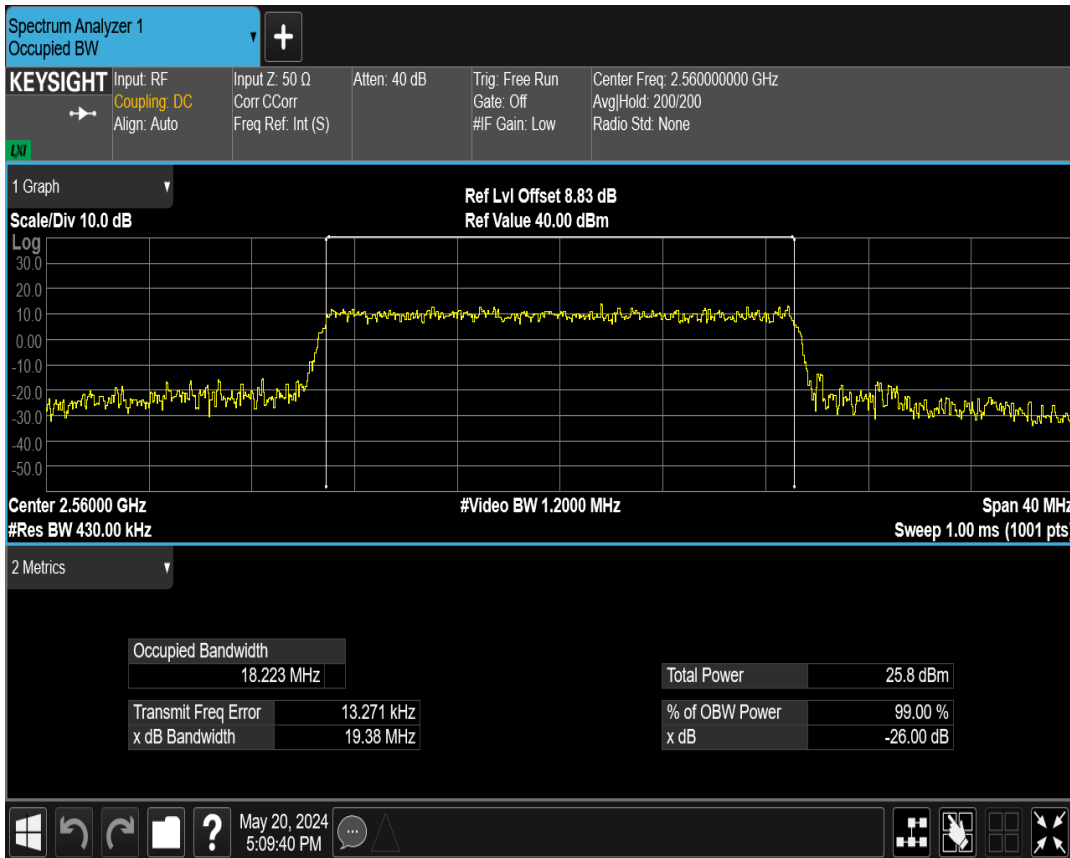 Spectrum Analyzer 1
Occupied BW
+
KEYSIGHT
LXI
Input: RF
Coupling: DC
Align: Auto
Input Z: 50 Ω
Corr CCorr
Freq Ref: Int (S)
Atten: 40 dB
Trig: Free Run
Gate: Off
#IF Gain: Low
Center Freq: 2.560000000 GHz
Avg|Hold: 200/200
Radio Std: None
1 Graph
Scale/Div 10.0 dB
Ref Lvl Offset 8.83 dB
Ref Value 40.00 dBm
Log
30.0
20.0
10.0
0.00
-10.0
-20.0
-30.0
-40.0
-50.0
Center 2.56000 GHz
#Video BW 1.2000 MHz
Span 40 MHz
#Res BW 430.00 kHz
Sweep 1.00 ms (1001 pts)
2 Metrics
Occupied Bandwidth
18.223 MHz
Total Power 25.8 dBm
Transmit Freq Error 13.271 kHz
% of OBW Power 99.00 %
x dB Bandwidth 19.38 MHz
x dB -26.00 dB
?
May 20, 2024
5:09:40 PM